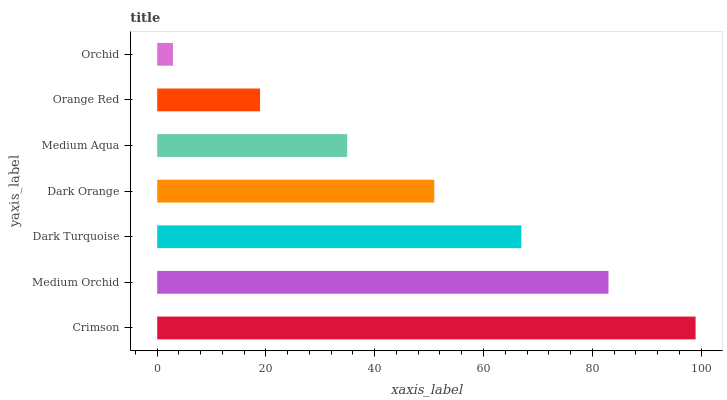 title
Orchid
Orange Red
Medium Aqua
Dark Orange
Dark Turquoise
Medium Orchid
Crimson
yaxis_label
0 20 40 60 80 100
xaxis_label